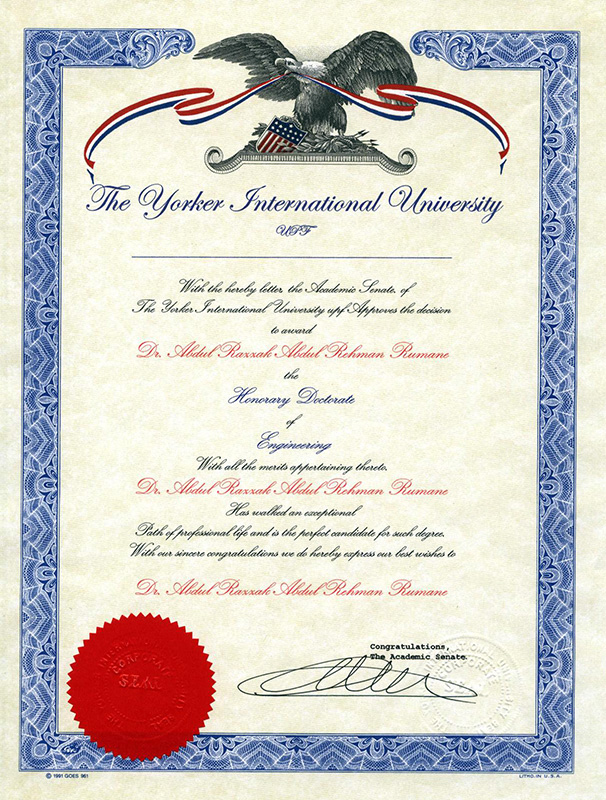 The Yorker International University
UPF
With the hereby letter, the Academic Senate. of
The Yorker International University upf Approves the decision
to award
Dr. Abdul Razzak Abdul Rehman Rumane
the
Honorary Doctorate
of
Engineering
With all the merits appertaining thereto.
Dr. Abdul Razzak Abdul Rehman Rumane
Has walked an exceptional
Path of professional life and is the perfect candidate for such degree.
With our sincere congratulations we do hereby express our best wishes to
Dr. Abdul Razzak Abdul Rehman Rumane
Congratulations,
The Academic Senate.
© 1991 GOES 961
LITHO. IN U.S.A.